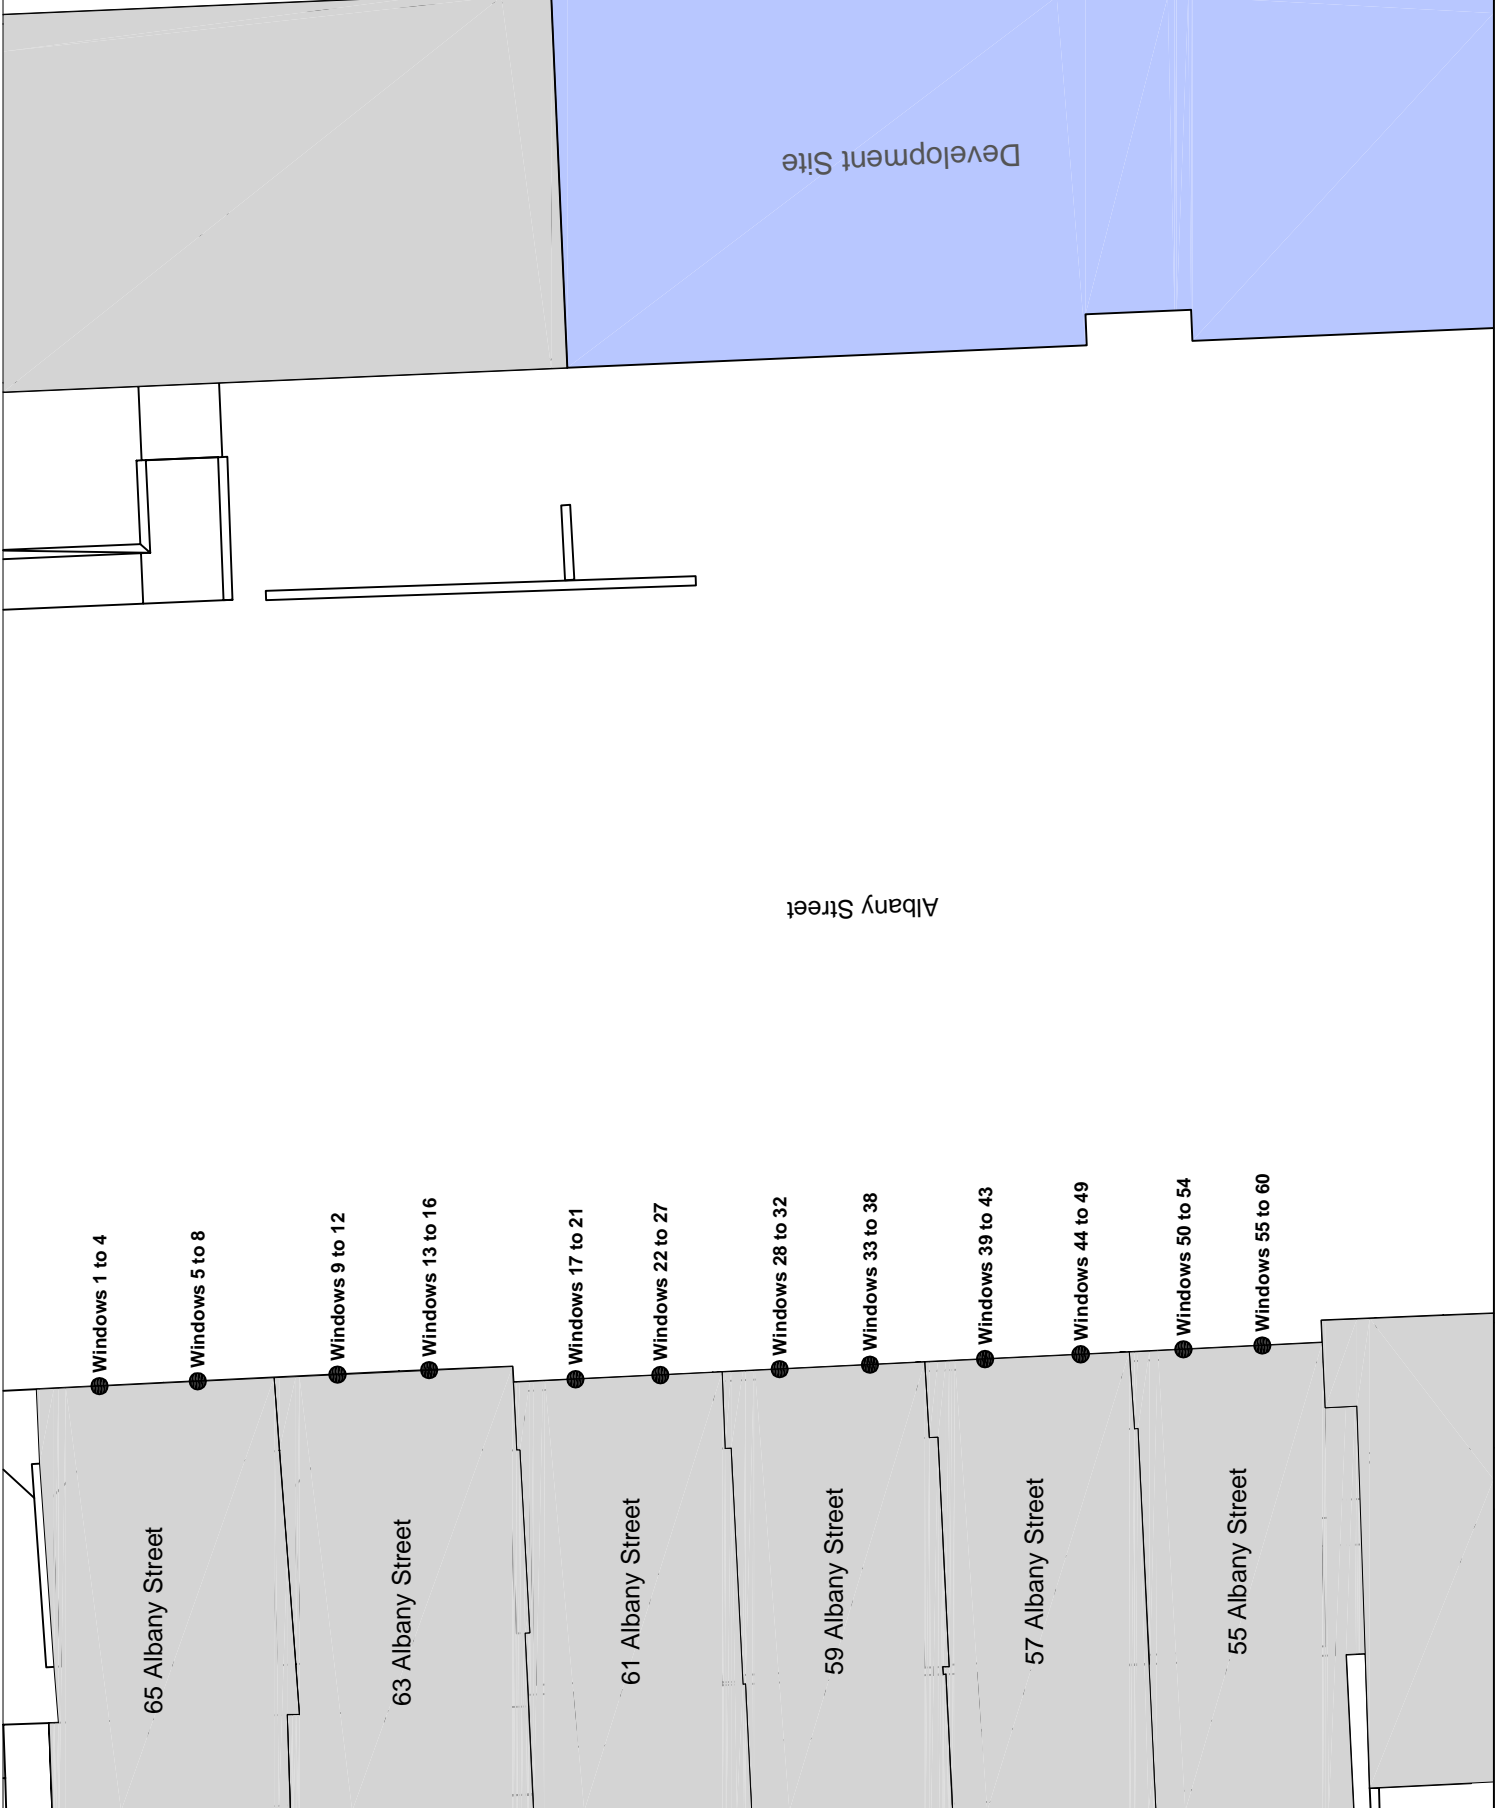 Development Site
Albany Street
Windows 1 to 4
Windows 5 to 8
Windows 9 to 12
Windows 13 to 16
Windows 17 to 21
Windows 22 to 27
Windows 28 to 32
Windows 33 to 38
Windows 39 to 43
Windows 44 to 49
Windows 50 to 54
Windows 55 to 60
65 Albany Street
63 Albany Street
61 Albany Street
59 Albany Street
57 Albany Street
55 Albany Street